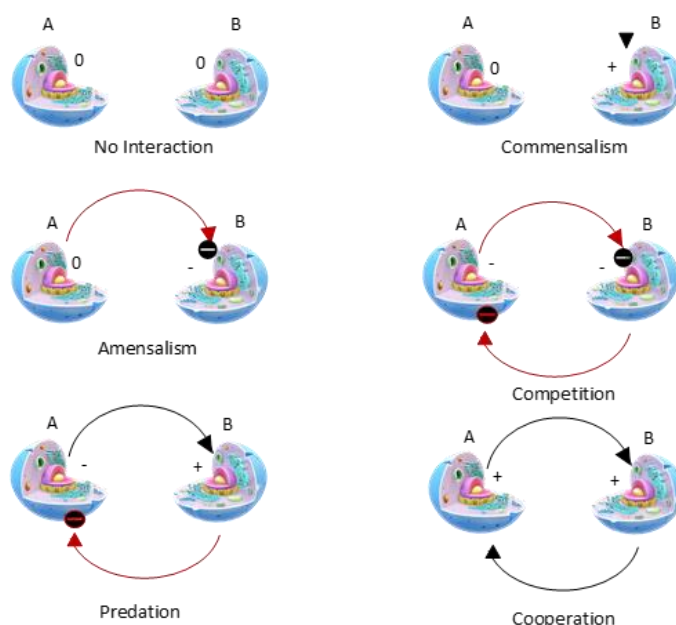 A B
0 0
No Interaction
A B
0 +
Commensalism
A B
0 -
Amensalism
A B
- -
Competition
A B
- +
Predation
A B
+ +
Cooperation